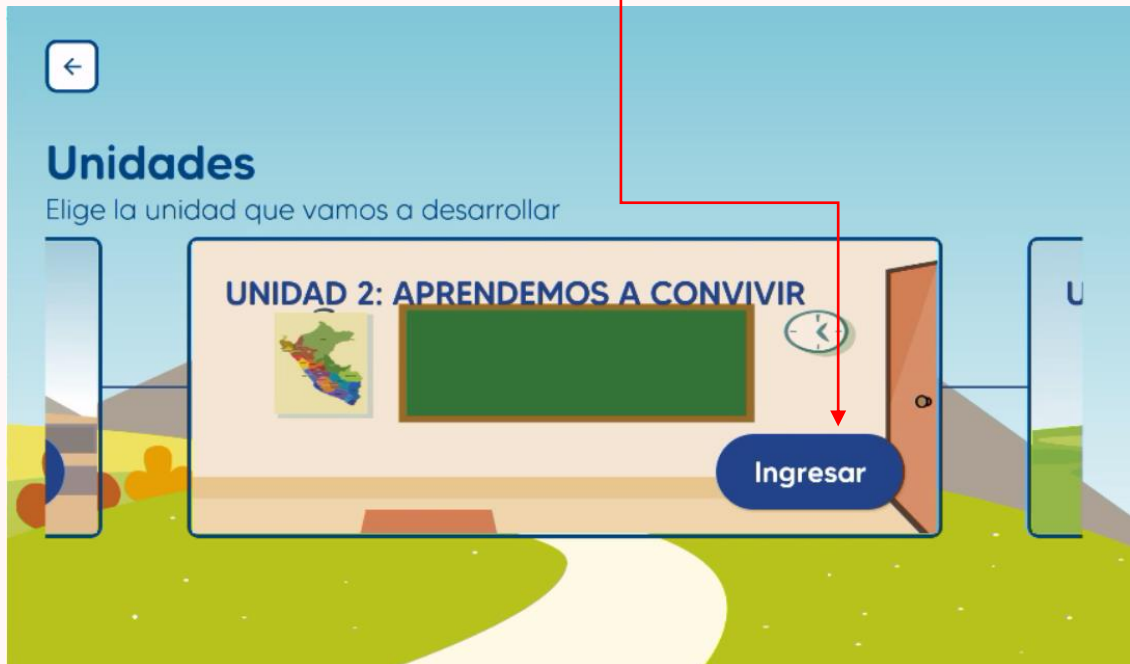 Unidades
Elige la unidad que vamos a desarrollar
UNIDAD 2: APRENDEMOS A CONVIVIR
U
Ingresar